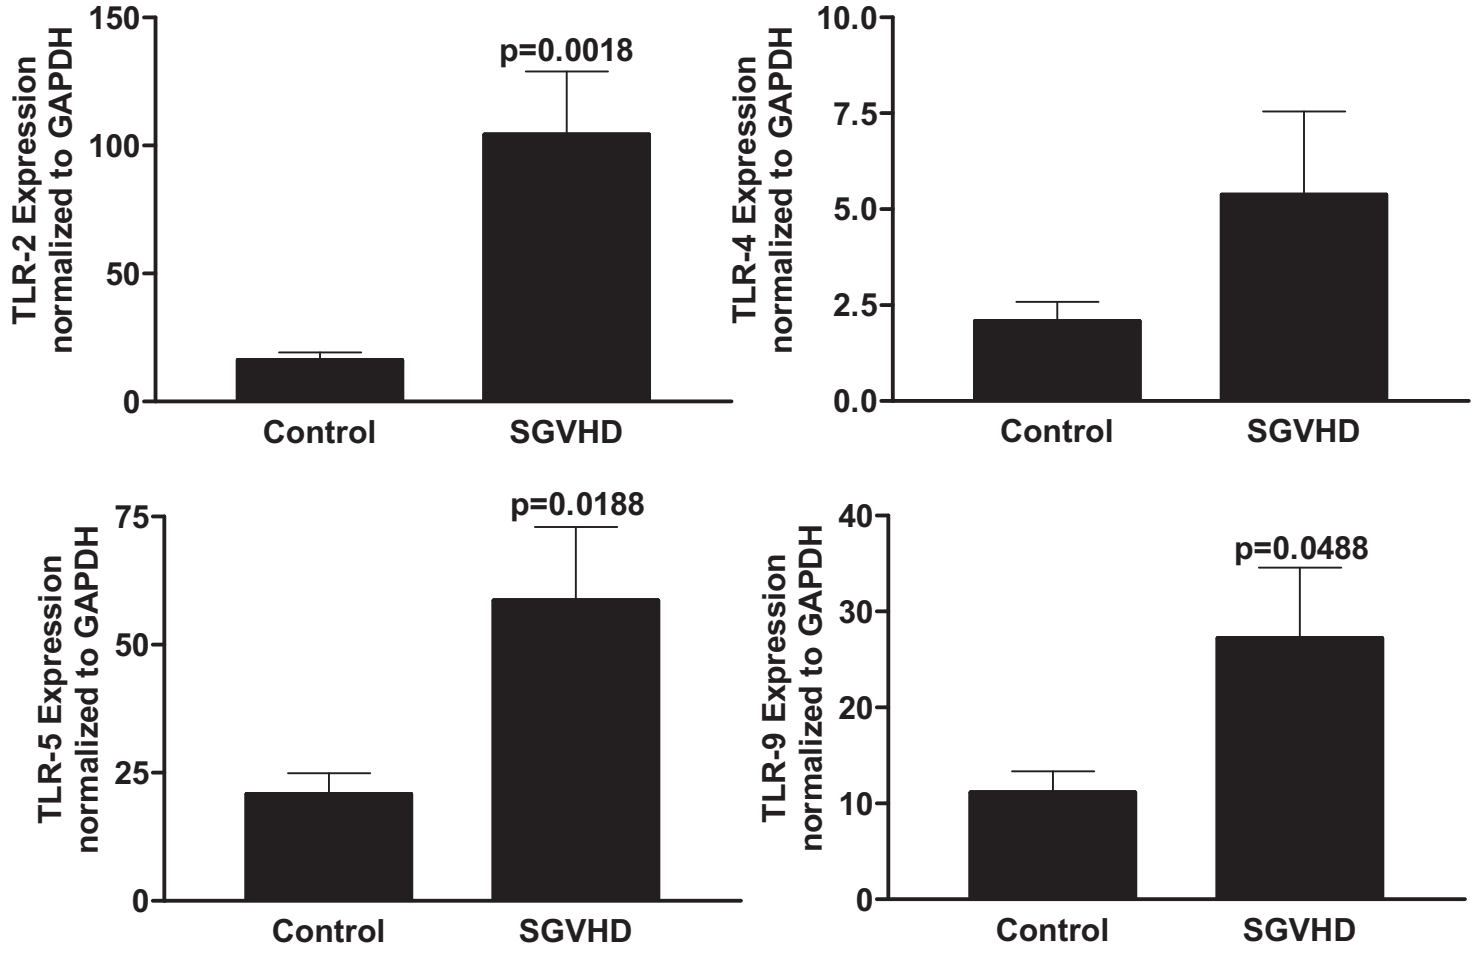 TLR-2 Expression
normalized to GAPDH
150
100
50
0
p=0.0018
Control
SGVHD
TLR-4 Expression
normalized to GAPDH
10.0
7.5
5.0
2.5
0.0
Control
SGVHD
TLR-5 Expression
normalized to GAPDH
75
50
25
0
p=0.0188
Control
SGVHD
TLR-9 Expression
normalized to GAPDH
40
30
20
10
0
p=0.0488
Control
SGVHD